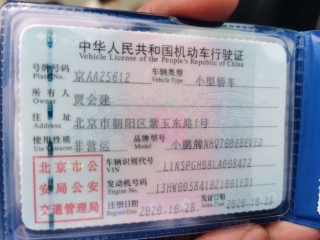 中华人民共和国机动车行驶证
Vehicle License of the People's Republic of China
号牌号码 京AA25612 车辆类型 小型轿车
Plate No. Vehicle Type
所有人 贾会建
Owner
住址 北京市朝阳区紫玉东路1号
Address
使用性质 非营运 品牌型号 小鹏牌
Use Character Model
北京市公 车辆识别代号
安局公安 VIN
交通管理局 发动机号码
Engine No.
注册日期 2020-10-28 发证日期 2020-10-28
Register Date Issue Date